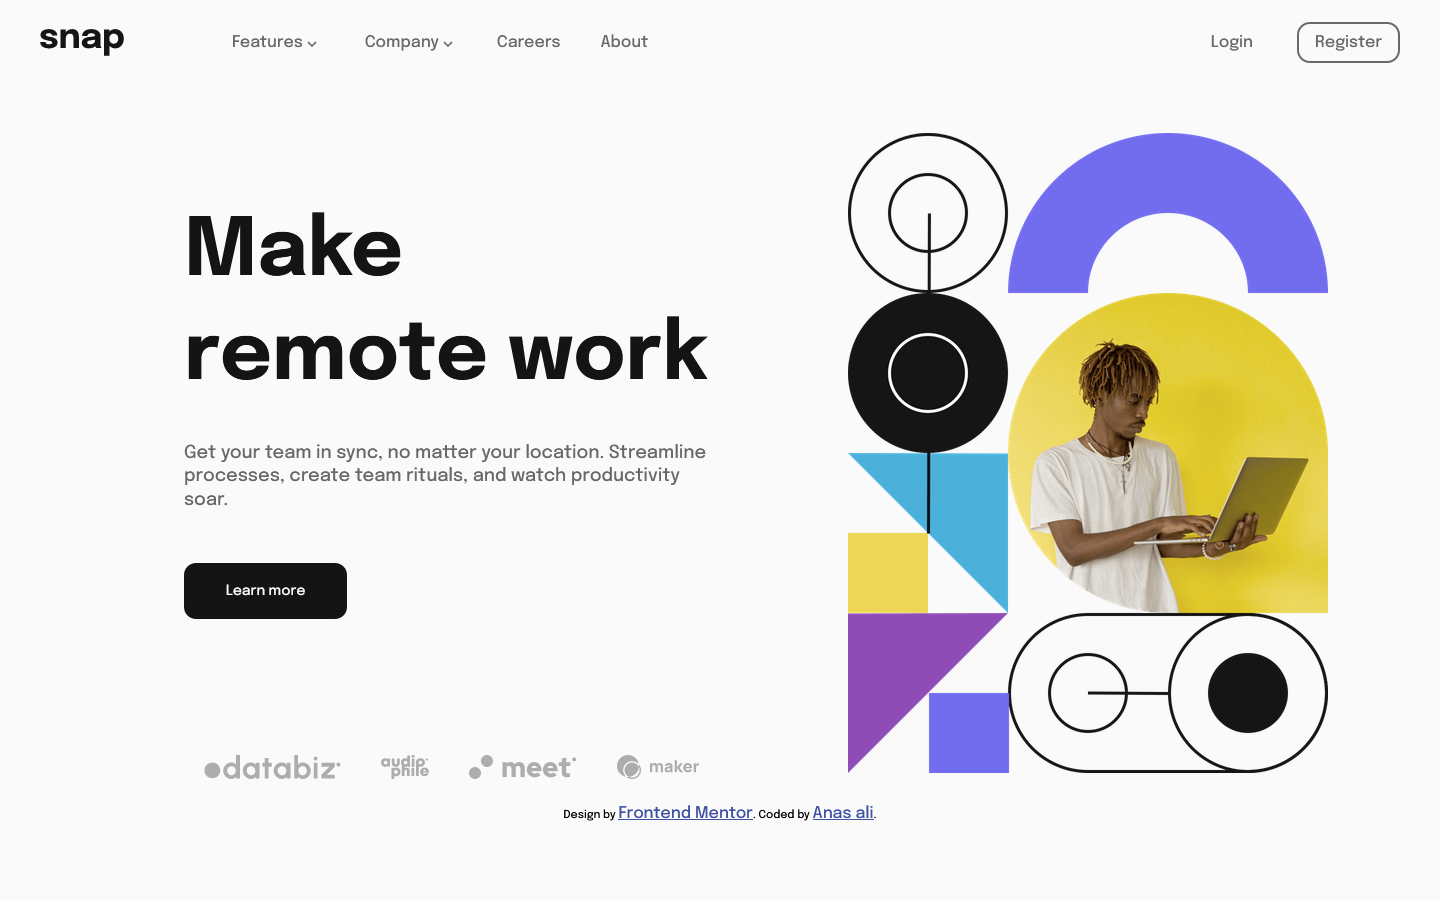 snap
Features
Company
Careers
About
Login
Register
Make
remote work
Get your team in sync, no matter your location. Streamline
processes, create team rituals, and watch productivity
soar.
Learn more
databiz
audio
phile
meet
maker
Design by Frontend Mentor. Coded by Anas ali.